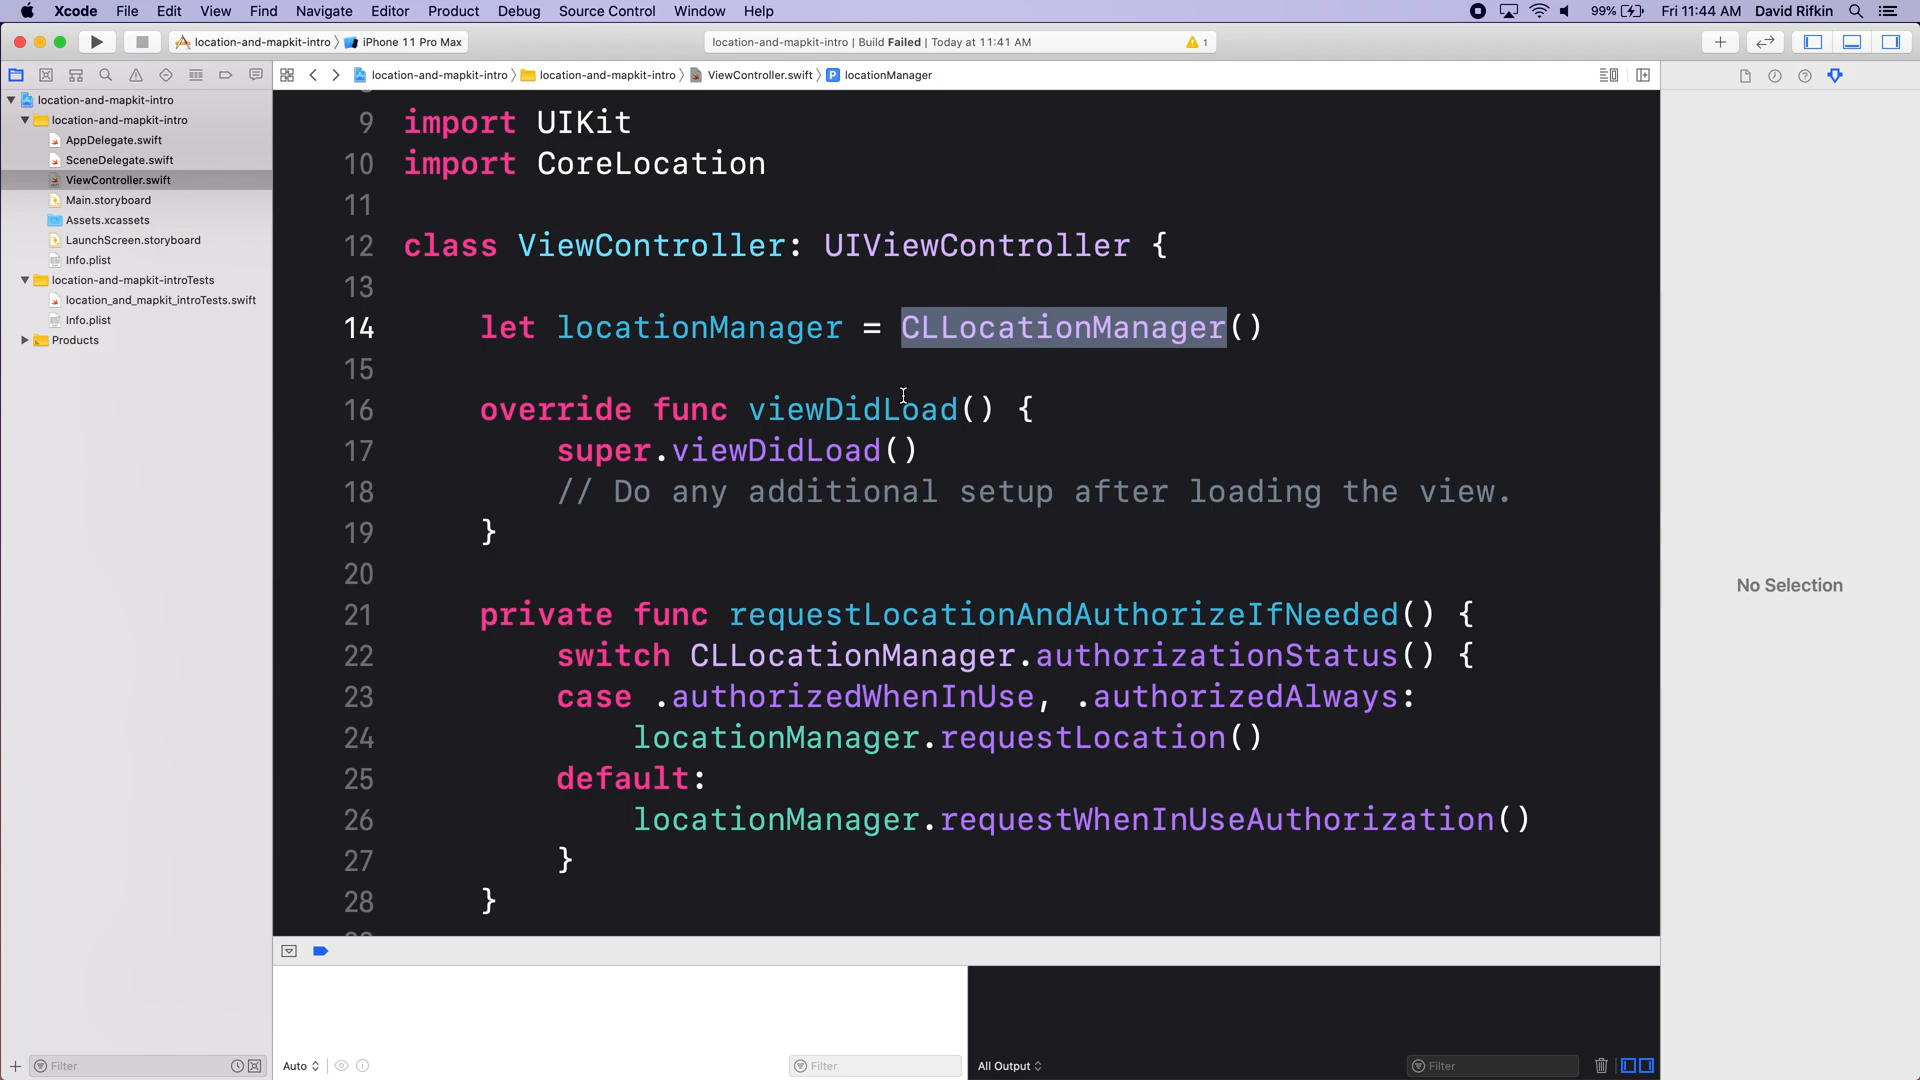 Xcode File Edit View Find Navigate Editor Product Debug Source Control Window Help 99% Fri 11:44 AM David Rifkin
location-and-mapkit-intro iPhone 11 Pro Max location-and-mapkit-intro | Build Failed | Today at 11:41 AM 1
location-and-mapkit-intro location-and-mapkit-intro ViewController.swift P locationManager
location-and-mapkit-intro
location-and-mapkit-intro
AppDelegate.swift
SceneDelegate.swift
ViewController.swift
Main.storyboard
Assets.xcassets
LaunchScreen.storyboard
Info.plist
location-and-mapkit-introTests
location_and_mapkit_introTests.swift
Info.plist
Products
9 import UIKit
10 import CoreLocation
11
12 class ViewController: UIViewController {
13
14 let locationManager = CLLocationManager()
15
16 override func viewDidLoad() {
17 super.viewDidLoad()
18 // Do any additional setup after loading the view.
19 }
20
21 private func requestLocationAndAuthorizeIfNeeded() {
22 switch CLLocationManager.authorizationStatus() {
23 case .authorizedWhenInUse, .authorizedAlways:
24 locationManager.requestLocation()
25 default:
26 locationManager.requestWhenInUseAuthorization()
27 }
28 }
No Selection
Filter Auto Filter All Output Filter